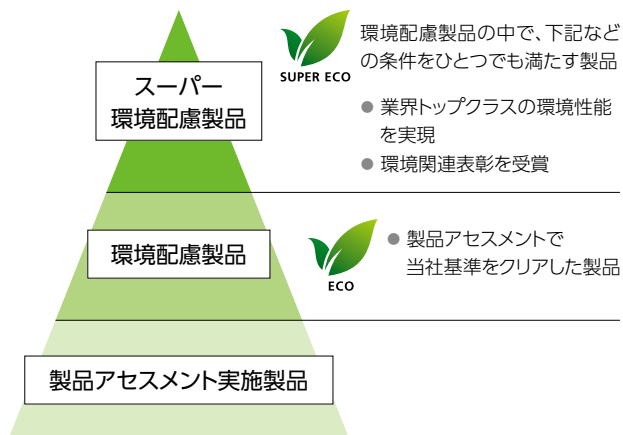 スーパー
環境配慮製品
SUPER ECO
環境配慮製品の中で、下記など
の条件をひとつでも満たす製品
● 業界トップクラスの環境性能
を実現
● 環境関連表彰を受賞
環境配慮製品
ECO
● 製品アセスメントで
当社基準をクリアした製品
製品アセスメント実施製品